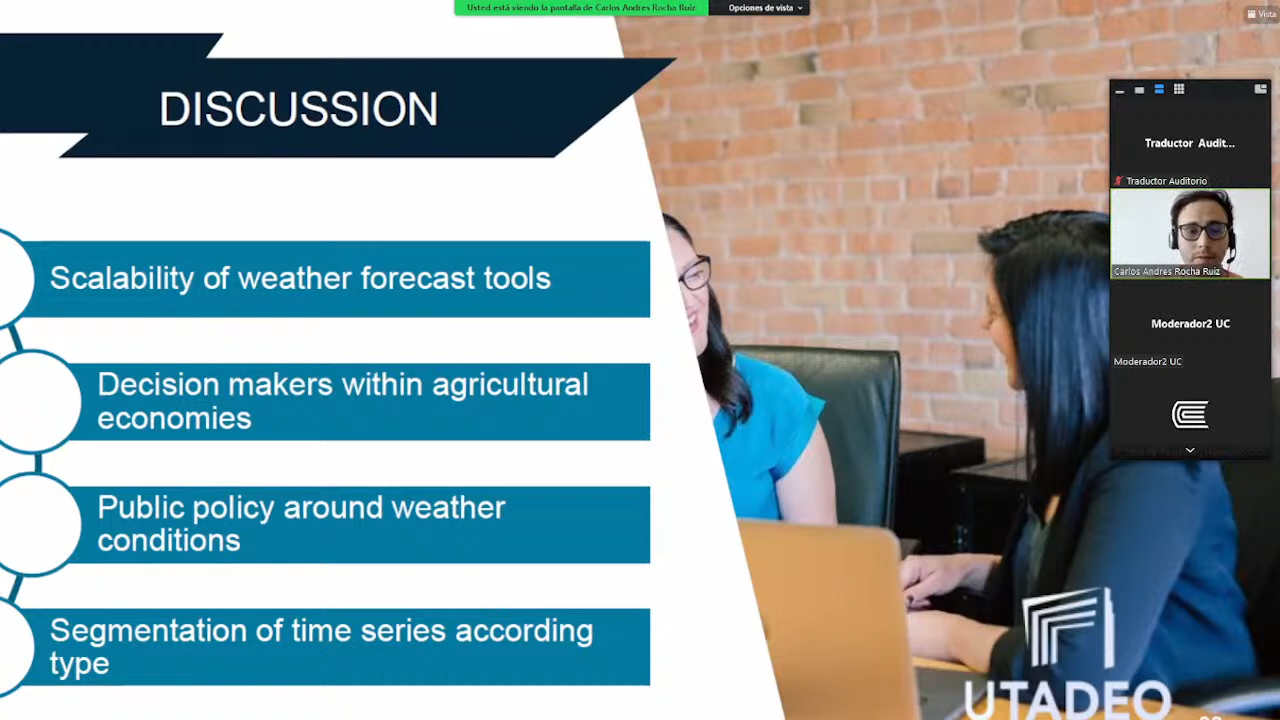 Usted está viendo la pantalla de Carlos Andres Rocha Ruiz
Opciones de vista
Vista
DISCUSSION
Scalability of weather forecast tools
Decision makers within agricultural
economies
Public policy around weather
conditions
Segmentation of time series according
type
Traductor Audit...
Traductor Auditorio
Carlos Andres Rocha Ruiz
Moderador2 UC
Moderador2 UC
UTADEO